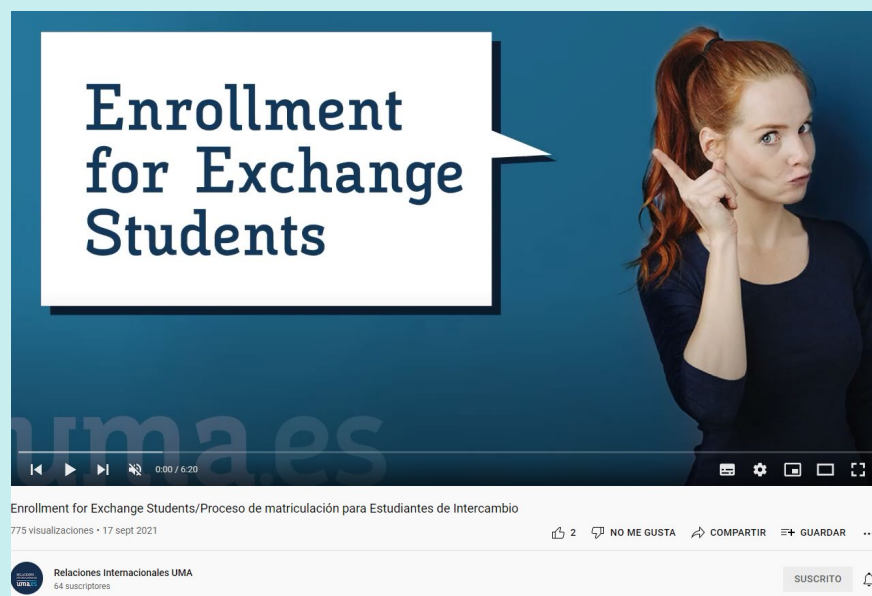 Enrollment
for Exchange
Students
uma.es
0:00 / 6:20
Enrollment for Exchange Students/Proceso de matriculación para Estudiantes de Intercambio
775 visualizaciones • 17 sept 2021
2 NO ME GUSTA COMPARTIR GUARDAR ...
uma.es
Relaciones Internacionales UMA
64 suscriptores
SUSCRITO